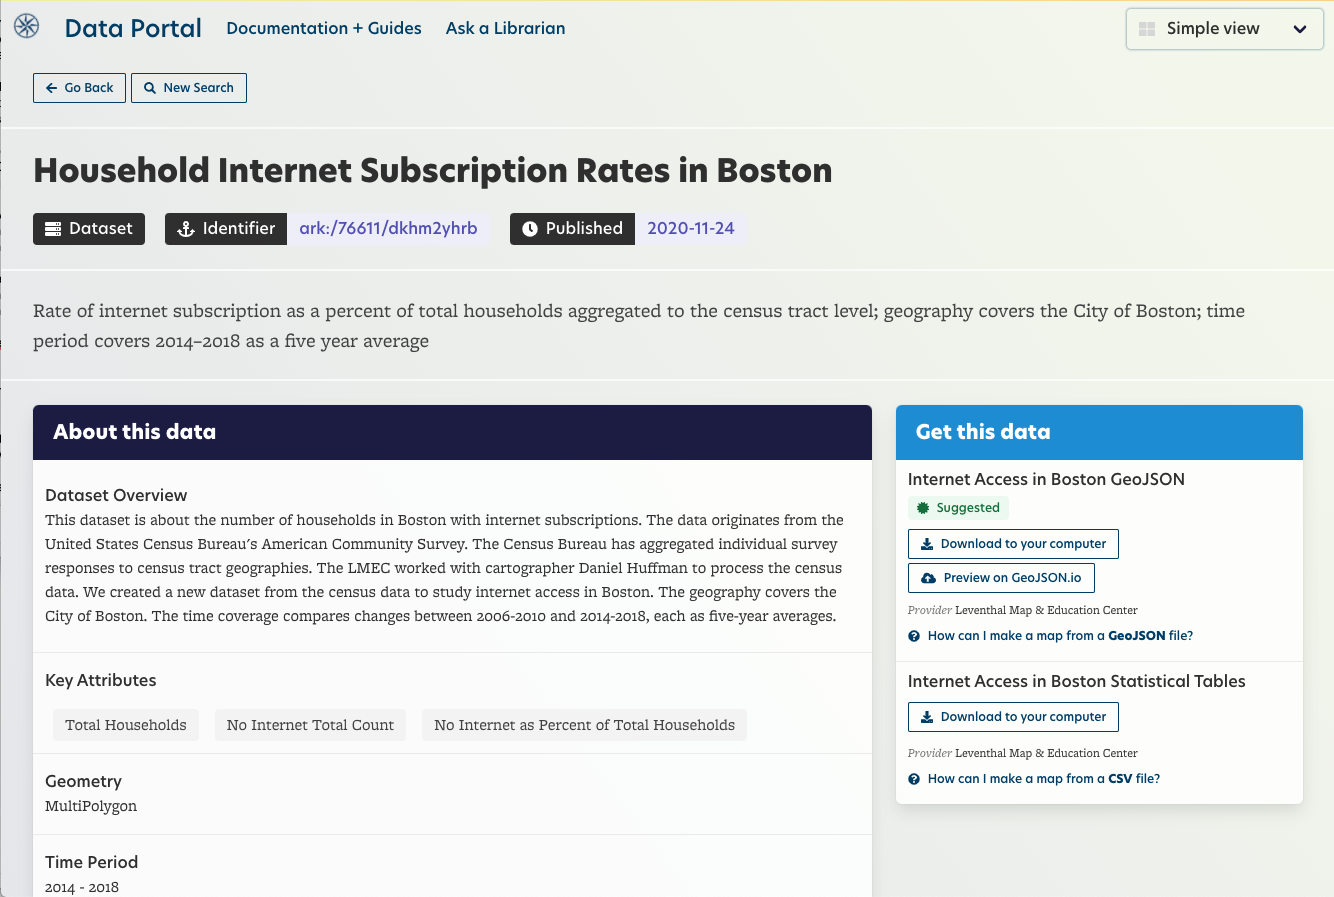 Data Portal Documentation + Guides Ask a Librarian Simple view
Go Back New Search
Household Internet Subscription Rates in Boston
Dataset Identifier ark:/76611/dkhm2yhrb Published 2020-11-24
Rate of internet subscription as a percent of total households aggregated to the census tract level; geography covers the City of Boston; time
period covers 2014–2018 as a five year average
About this data
Dataset Overview
This dataset is about the number of households in Boston with internet subscriptions. The data originates from the
United States Census Bureau's American Community Survey. The Census Bureau has aggregated individual survey
responses to census tract geographies. The LMEC worked with cartographer Daniel Huffman to process the census
data. We created a new dataset from the census data to study internet access in Boston. The geography covers the
City of Boston. The time coverage compares changes between 2006-2010 and 2014-2018, each as five-year averages.
Key Attributes
Total Households No Internet Total Count No Internet as Percent of Total Households
Geometry
MultiPolygon
Time Period
2014 - 2018
Get this data
Internet Access in Boston GeoJSON
Suggested
Download to your computer
Preview on GeoJSON.io
Provider Leventhal Map & Education Center
How can I make a map from a GeoJSON file?
Internet Access in Boston Statistical Tables
Download to your computer
Provider Leventhal Map & Education Center
How can I make a map from a CSV file?